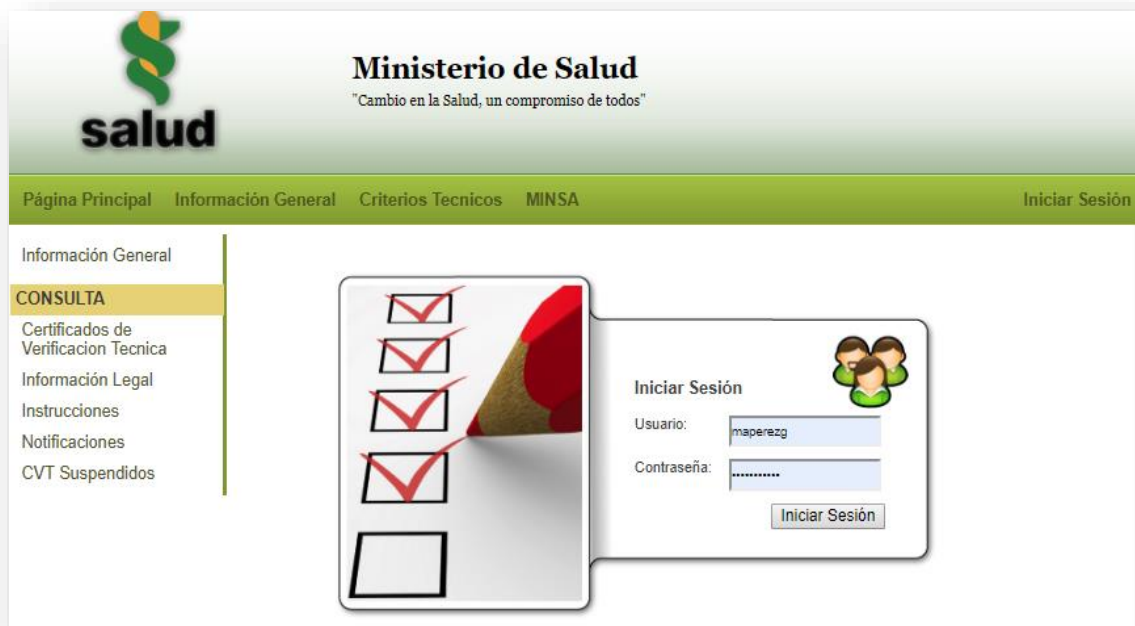 salud
Ministerio de Salud
"Cambio en la Salud, un compromiso de todos"
Página Principal Información General Criterios Tecnicos MINSA Iniciar Sesión
Información General
CONSULTA
Certificados de
Verificacion Tecnica
Información Legal
Instrucciones
Notificaciones
CVT Suspendidos
Iniciar Sesión
Usuario: maperezg
Contraseña: ...........
Iniciar Sesión